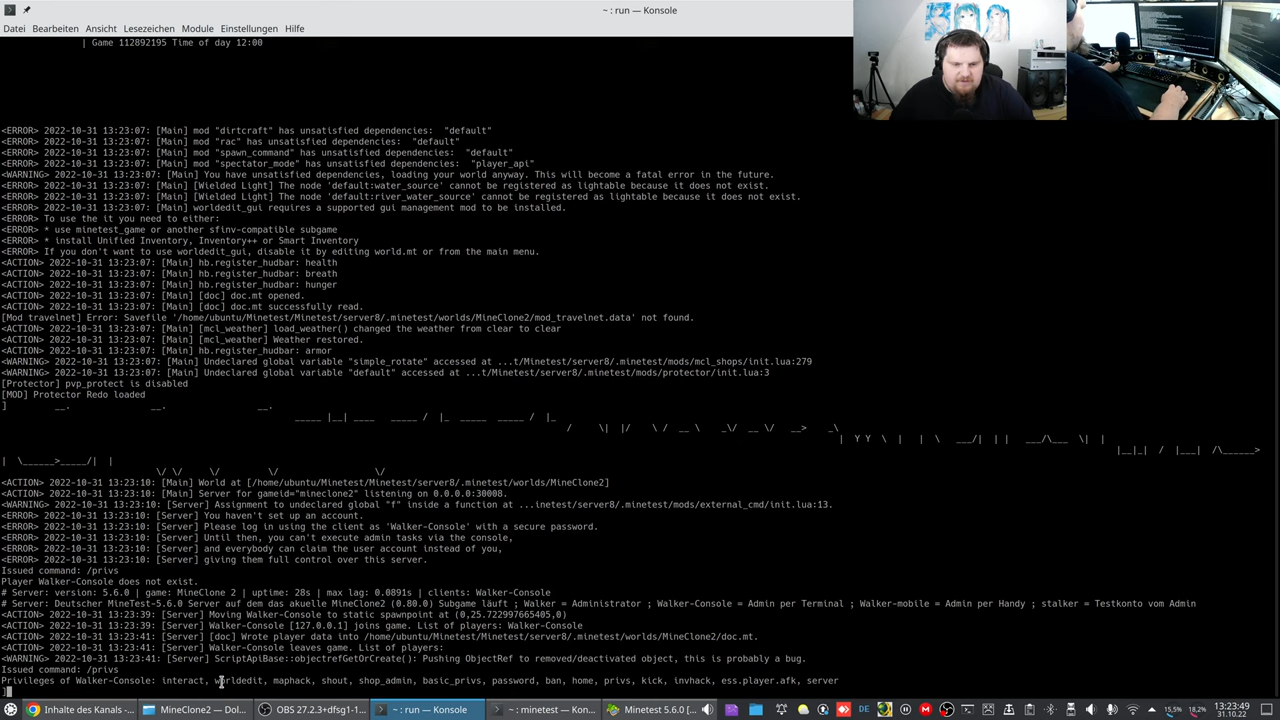 ~ : run — Konsole
Datei Bearbeiten Ansicht Lesezeichen Module Einstellungen Hilfe
| Game 112892195 Time of day 12:00
<ERROR> 2022-10-31 13:23:07: [Main] mod "dirtcraft" has unsatisfied dependencies:  "default"
<ERROR> 2022-10-31 13:23:07: [Main] mod "rac" has unsatisfied dependencies:  "default"
<ERROR> 2022-10-31 13:23:07: [Main] mod "spawn_command" has unsatisfied dependencies:  "default"
<ERROR> 2022-10-31 13:23:07: [Main] mod "spectator_mode" has unsatisfied dependencies:  "player_api"
<WARNING> 2022-10-31 13:23:07: [Main] You have unsatisfied dependencies, loading your world anyway. This will become a fatal error in the future.
<ERROR> 2022-10-31 13:23:07: [Main] [Wielded Light] The node 'default:water_source' cannot be registered as lightable because it does not exist.
<ERROR> 2022-10-31 13:23:07: [Main] [Wielded Light] The node 'default:river_water_source' cannot be registered as lightable because it does not exist.
<ERROR> 2022-10-31 13:23:07: [Main] worldedit_gui requires a supported gui management mod to be installed.
<ERROR> To use the it you need to either:
<ERROR> * use minetest_game or another sfinv-compatible subgame
<ERROR> * install Unified Inventory, Inventory++ or Smart Inventory
<ERROR> If you don't want to use worldedit_gui, disable it by editing world.mt or from the main menu.
<ACTION> 2022-10-31 13:23:07: [Main] hb.register_hudbar: health
<ACTION> 2022-10-31 13:23:07: [Main] hb.register_hudbar: breath
<ACTION> 2022-10-31 13:23:07: [Main] hb.register_hudbar: hunger
<ACTION> 2022-10-31 13:23:07: [Main] [doc] doc.mt opened.
<ACTION> 2022-10-31 13:23:07: [Main] [doc] doc.mt successfully read.
[Mod travelnet] Error: Savefile '/home/ubuntu/Minetest/Minetest/server8/.minetest/worlds/MineClone2/mod_travelnet.data' not found.
<ACTION> 2022-10-31 13:23:07: [Main] [mcl_weather] load_weather() changed the weather from clear to clear
<ACTION> 2022-10-31 13:23:07: [Main] [mcl_weather] Weather restored.
<ACTION> 2022-10-31 13:23:07: [Main] hb.register_hudbar: armor
<WARNING> 2022-10-31 13:23:07: [Main] Undeclared global variable "simple_rotate" accessed at ...t/Minetest/server8/.minetest/mods/mcl_shops/init.lua:279
<WARNING> 2022-10-31 13:23:07: [Main] Undeclared global variable "default" accessed at ...t/Minetest/server8/.minetest/mods/protector/init.lua:3
[Protector] pvp_protect is disabled
[MOD] Protector Redo loaded
<ACTION> 2022-10-31 13:23:10: [Main] World at [/home/ubuntu/Minetest/Minetest/server8/.minetest/worlds/MineClone2]
<ACTION> 2022-10-31 13:23:10: [Main] Server for gameid="mineclone2" listening on 0.0.0.0:30008.
<WARNING> 2022-10-31 13:23:10: [Server] Assignment to undeclared global "f" inside a function at ...inetest/server8/.minetest/mods/external_cmd/init.lua:13.
<ERROR> 2022-10-31 13:23:10: [Server] You haven't set up an account.
<ERROR> 2022-10-31 13:23:10: [Server] Please log in using the client as 'Walker-Console' with a secure password.
<ERROR> 2022-10-31 13:23:10: [Server] Until then, you can't execute admin tasks via the console,
<ERROR> 2022-10-31 13:23:10: [Server] and everybody can claim the user account instead of you,
<ERROR> 2022-10-31 13:23:10: [Server] giving them full control over this server.
Issued command: /privs
Player Walker-Console does not exist.
# Server: version: 5.6.0 | game: MineClone 2 | uptime: 28s | max lag: 0.0891s | clients: Walker-Console
# Server: Deutscher MineTest-5.6.0 Server auf dem das akuelle MineClone2 (0.80.0) Subgame läuft ; Walker = Administrator ; Walker-Console = Admin per Terminal ; Walker-mobile = Admin per Handy ; stalker = Testkonto vom Admin
<ACTION> 2022-10-31 13:23:39: [Server] Moving Walker-Console to static spawnpoint at (0,25.722997665405,0)
<ACTION> 2022-10-31 13:23:39: [Server] Walker-Console [127.0.0.1] joins game. List of players: Walker-Console
<ACTION> 2022-10-31 13:23:41: [Server] [doc] Wrote player data into /home/ubuntu/Minetest/Minetest/server8/.minetest/worlds/MineClone2/doc.mt.
<ACTION> 2022-10-31 13:23:41: [Server] Walker-Console leaves game. List of players:
<WARNING> 2022-10-31 13:23:41: [Server] ScriptApiBase::objectrefGetOrCreate(): Pushing ObjectRef to removed/deactivated object, this is probably a bug.
Issued command: /privs
Privileges of Walker-Console: interact, worldedit, maphack, shout, shop_admin, basic_privs, password, ban, home, privs, kick, invhack, ess.player.afk, server
Inhalte des Kanals -... MineClone2 — Dol... OBS 27.2.3+dfsg1-1... ~ : run — Konsole ~ : minetest — Kon... Minetest 5.6.0 [... DE 15,5% 18,2% 13:23:49
31.10.22